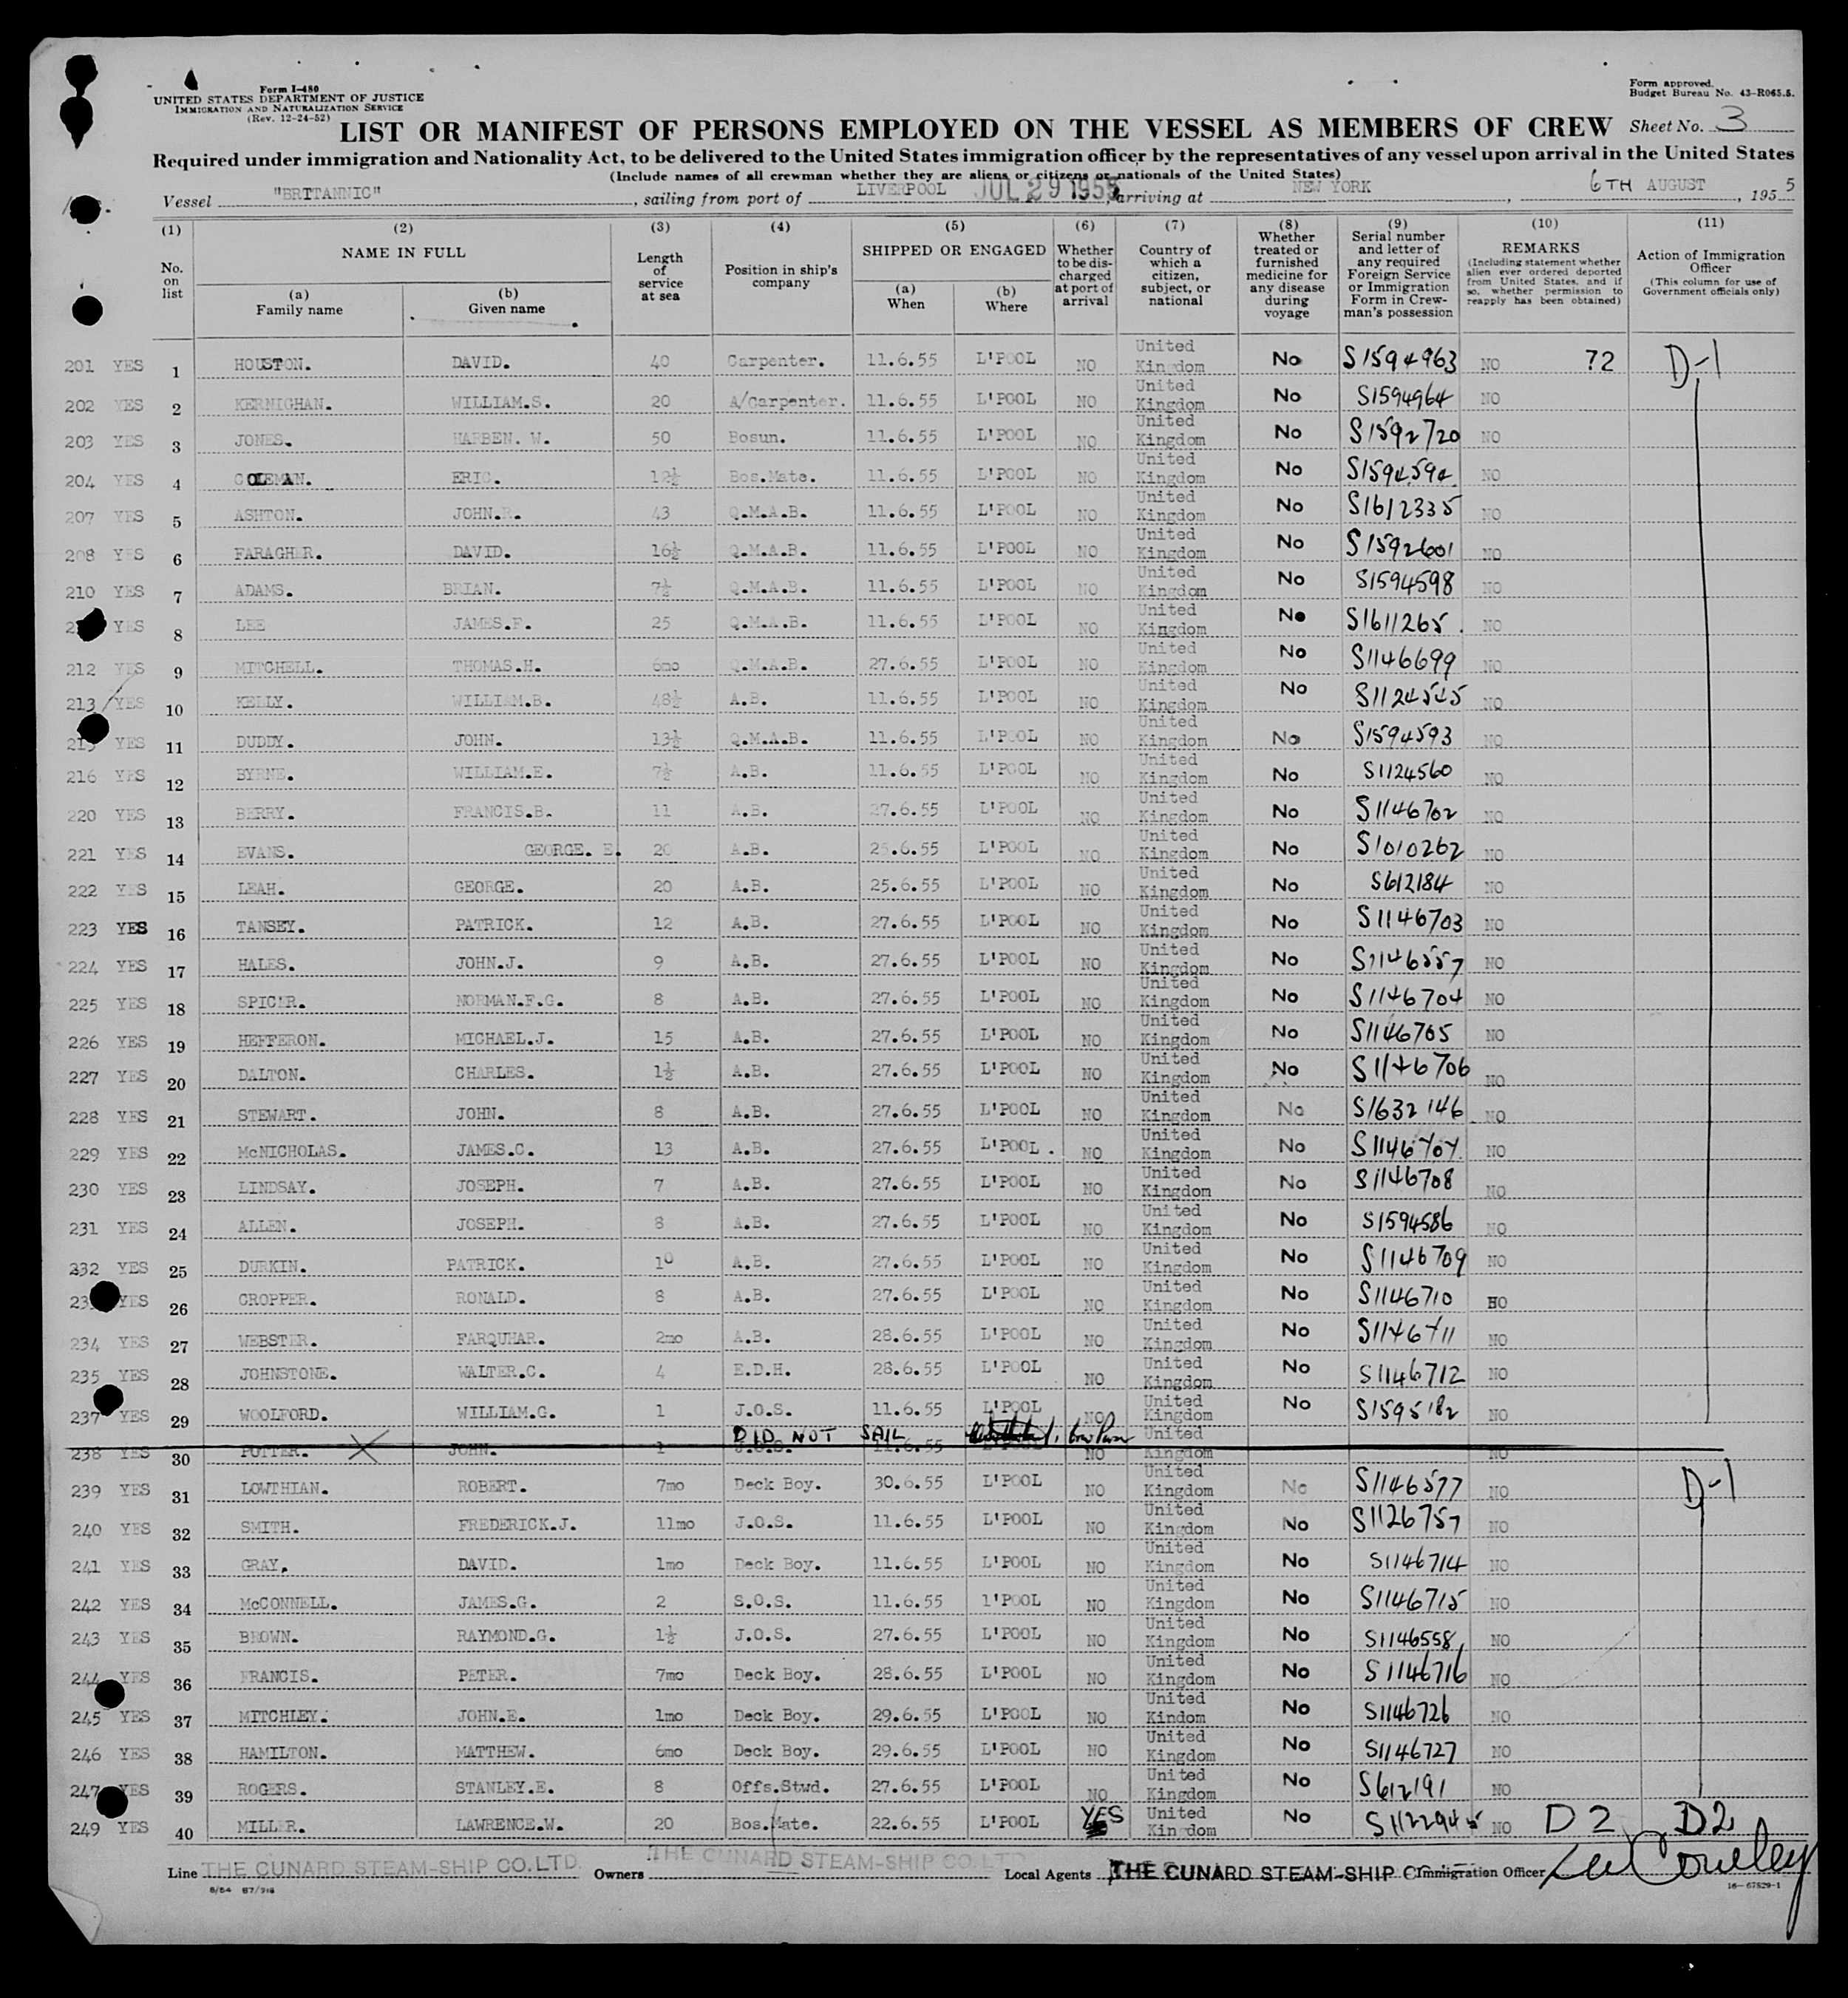 Form I-480
UNITED STATES DEPARTMENT OF JUSTICE
IMMIGRATION AND NATURALIZATION SERVICE
(Rev. 12-24-52)
Form approved.
Budget Bureau No. 43-R065.5.
LIST OR MANIFEST OF PERSONS EMPLOYED ON THE VESSEL AS MEMBERS OF CREW Sheet No. 3
Required under immigration and Nationality Act, to be delivered to the United States immigration officer by the representatives of any vessel upon arrival in the United States
(Include names of all crewman whether they are aliens or citizens or nationals of the United States)
Vessel "BRITANNIC", sailing from port of LIVERPOOL JUL 29 1955, arriving at NEW YORK, 6TH AUGUST, 1955
(1) No. on list
(2) NAME IN FULL
(a) Family name
(b) Given name
(3) Length of service at sea
(4) Position in ship's company
(5) SHIPPED OR ENGAGED
(a) When
(b) Where
(6) Whether to be discharged at port of arrival
(7) Country of which a citizen, subject, or national
(8) Whether treated or furnished medicine for any disease during voyage
(9) Serial number and letter of any required Foreign Service or Immigration Form in Crewman's possession
(10) REMARKS (Including statement whether alien ever ordered deported from United States, and if so, whether permission to reapply has been obtained)
(11) Action of Immigration Officer (This column for use of Government officials only)
201 YES 1 HOUSTON. DAVID. 40 Carpenter. 11.6.55 L'POOL NO United Kingdom No S1594963 NO 72 D-1
202 YES 2 KERNIGHAN. WILLIAM.S. 20 A/Carpenter. 11.6.55 L'POOL NO United Kingdom No S1594964 NO
203 YES 3 JONES. HARBEN. W. 50 Bosun. 11.6.55 L'POOL NO United Kingdom No S1592720 NO
204 YES 4 COLEMAN. ERIC. 12½ Bos.Mate. 11.6.55 L'POOL NO United Kingdom No S1594594 NO
207 YES 5 ASHTON. JOHN.R. 43 Q.M.A.B. 11.6.55 L'POOL NO United Kingdom No S1612335 NO
208 YES 6 FARAGHER. DAVID. 16½ Q.M.A.B. 11.6.55 L'POOL NO United Kingdom No S1592601 NO
210 YES 7 ADAMS. BRIAN. 7½ Q.M.A.B. 11.6.55 L'POOL NO United Kingdom No S1594598 NO
YES 8 LEE JAMES.F. 25 Q.M.A.B. 11.6.55 L'POOL NO United Kingdom No S1611265 NO
212 YES 9 MITCHELL. THOMAS.H. 6mo Q.M.A.B. 27.6.55 L'POOL NO United Kingdom No S1146699 NO
213 YES 10 KELLY. WILLIAM.B. 48½ A.B. 11.6.55 L'POOL NO United Kingdom No S1124545 NO
215 YES 11 DUDDY. JOHN. 13½ Q.M.A.B. 11.6.55 L'POOL NO United Kingdom No S1594593 NO
216 YES 12 BYRNE. WILLIAM.E. 7½ A.B. 11.6.55 L'POOL NO United Kingdom No S1124560 NO
220 YES 13 BERRY. FRANCIS.B. 11 A.B. 27.6.55 L'POOL NO United Kingdom No S1146702 NO
221 YES 14 EVANS. GEORGE. E. 20 A.B. 25.6.55 L'POOL NO United Kingdom No S1010262 NO
222 YES 15 LEAH. GEORGE. 20 A.B. 25.6.55 L'POOL NO United Kingdom No S612184 NO
223 YES 16 TANSEY. PATRICK. 12 A.B. 27.6.55 L'POOL NO United Kingdom No S1146703 NO
224 YES 17 HALES. JOHN.J. 9 A.B. 27.6.55 L'POOL NO United Kingdom No S1146557 NO
225 YES 18 SPICER. NORMAN.F.G. 8 A.B. 27.6.55 L'POOL NO United Kingdom No S1146704 NO
226 YES 19 HEFFERON. MICHAEL.J. 15 A.B. 27.6.55 L'POOL NO United Kingdom No S1146705 NO
227 YES 20 DALTON. CHARLES. 1½ A.B. 27.6.55 L'POOL NO United Kingdom No S1146706 NO
228 YES 21 STEWART. JOHN. 8 A.B. 27.6.55 L'POOL NO United Kingdom No S1632146 NO
229 YES 22 McNICHOLAS. JAMES.C. 13 A.B. 27.6.55 L'POOL. NO United Kingdom No S1146707 NO
230 YES 23 LINDSAY. JOSEPH. 7 A.B. 27.6.55 L'POOL NO United Kingdom No S1146708 NO
231 YES 24 ALLEN. JOSEPH. 8 A.B. 27.6.55 L'POOL NO United Kingdom No S1594586 NO
232 YES 25 DURKIN. PATRICK. 10 A.B. 27.6.55 L'POOL NO United Kingdom No S1146709 NO
YES 26 CROPPER. RONALD. 8 A.B. 27.6.55 L'POOL NO United Kingdom No S1146710 NO
234 YES 27 WEBSTER. FARQUHAR. 2mo A.B. 28.6.55 L'POOL NO United Kingdom No S1146711 NO
235 YES 28 JOHNSTONE. WALTER.C. 4 E.D.H. 28.6.55 L'POOL NO United Kingdom No S1146712 NO
237 YES 29 WOOLFORD. WILLIAM.G. 1 J.O.S. 11.6.55 L'POOL NO United Kingdom No S1595182 NO
DID NOT SAIL
238 YES 30 POTTER. X JOHN. 1 J.O.S. 11.6.55 NO United Kingdom NO
239 YES 31 LOWTHIAN. ROBERT. 7mo Deck Boy. 30.6.55 L'POOL NO United Kingdom No S1146577 NO D-1
240 YES 32 SMITH. FREDERICK.J. 11mo J.O.S. 11.6.55 L'POOL NO United Kingdom No S1126757 NO
241 YES 33 GRAY. DAVID. 1mo Deck Boy. 11.6.55 L'POOL NO United Kingdom No S1146714 NO
242 YES 34 McCONNELL. JAMES.G. 2 S.O.S. 11.6.55 l'POOL NO United Kingdom No S1146715 NO
243 YES 35 BROWN. RAYMOND.G. 1½ J.O.S. 27.6.55 L'POOL NO United Kingdom No S1146558 NO
244 YES 36 FRANCIS. PETER. 7mo Deck Boy. 28.6.55 L'POOL NO United Kingdom No S1146716 NO
245 YES 37 MITCHLEY. JOHN.E. 1mo Deck Boy. 29.6.55 L'POOL NO United Kindom No S1146726 NO
246 YES 38 HAMILTON. MATTHEW. 6mo Deck Boy. 29.6.55 L'POOL NO United Kingdom No S1146727 NO
247 YES 39 ROGERS. STANLEY.E. 8 Offs.Stwd. 27.6.55 L'POOL NO United Kingdom No S612191 NO
249 YES 40 MILLER. LAWRENCE.W. 20 Bos.Mate. 22.6.55 L'POOL YES United Kingdom No S1122945 NO D2 D2
Line THE CUNARD STEAM-SHIP CO. LTD. Owners THE CUNARD STEAM-SHIP CO. LTD Local Agents THE CUNARD STEAM-SHIP C Immigration Officer
16-67829-1